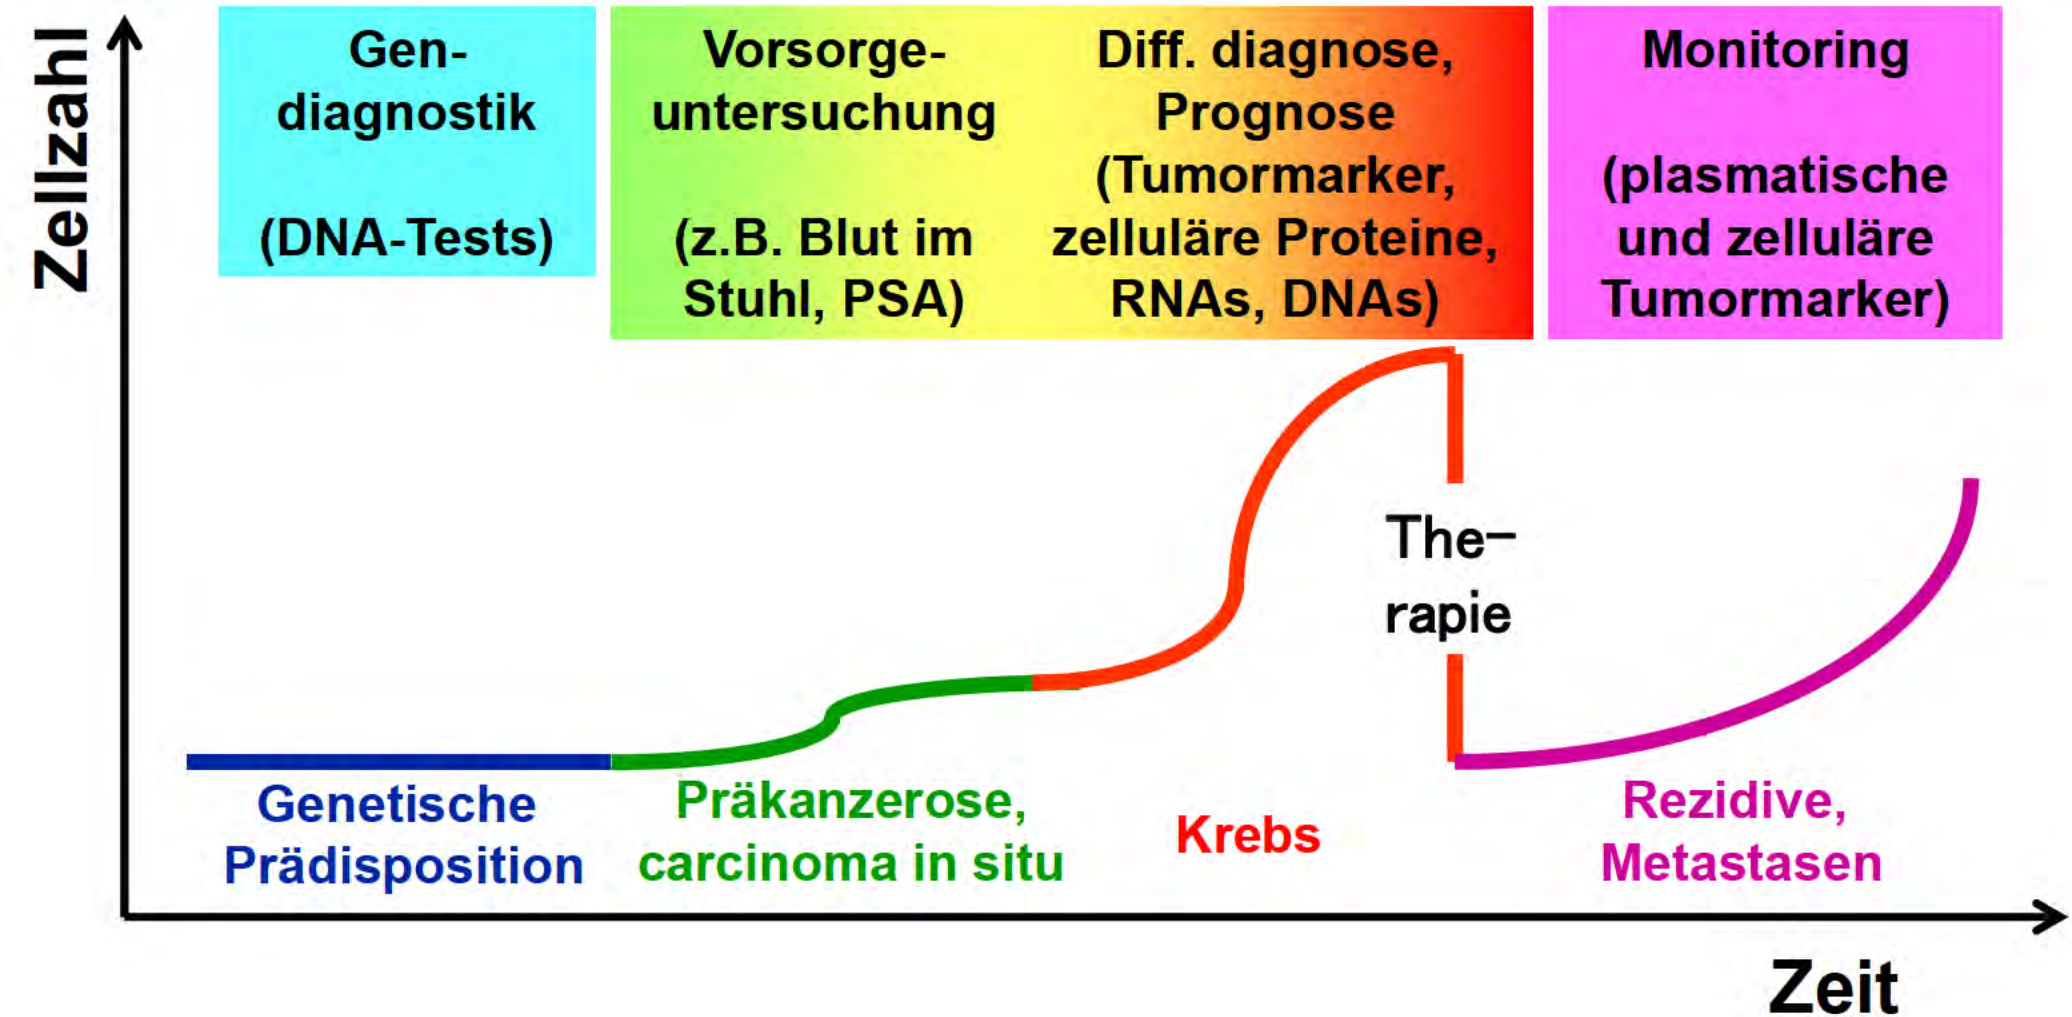 Zellzahl
Gen-
diagnostik
(DNA-Tests)
Vorsorge-
untersuchung
(z.B. Blut im
Stuhl, PSA)
Diff. diagnose,
Prognose
(Tumormarker,
zelluläre Proteine,
RNAs, DNAs)
Monitoring
(plasmatische
und zelluläre
Tumormarker)
The-
rapie
Genetische
Prädisposition
Präkanzerose,
carcinoma in situ
Krebs
Rezidive,
Metastasen
Zeit